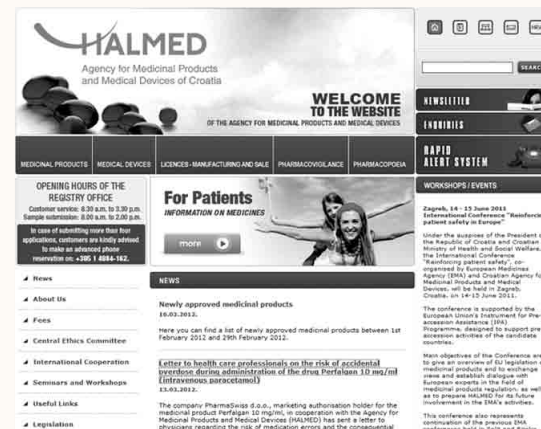 HALMED
Agency for Medicinal Products
and Medical Devices of Croatia
WELCOME
TO THE WEBSITE
OF THE AGENCY FOR MEDICINAL PRODUCTS AND MEDICAL DEVICES
MEDICINAL PRODUCTS
MEDICAL DEVICES
LICENCES - MANUFACTURING AND SALE
PHARMACOVIGILANCE
PHARMACOPOEIA
OPENING HOURS OF THE
REGISTRY OFFICE
Customer service: 8.30 a.m. to 3.30 p.m.
Sample submission: 8.00 a.m. to 2.00 p.m.
In case of submitting more than four
applications, customers are kindly advised
to make an advanced phone
reservation on: +385 1 4884-162.
News
About Us
Fees
Central Ethics Committee
International Cooperation
Seminars and Workshops
Useful Links
Legislation
For Patients
INFORMATION ON MEDICINES
more
NEWS
Newly approved medicinal products
16.03.2012.
Here you can find a list of newly approved medicinal products between 1st
February 2012 and 29th February 2012.
Letter to health care professionals on the risk of accidental
overdose during administration of the drug Perfalgan 10 mg/ml
(intravenous paracetamol)
13.03.2012.
The company PharmaSwiss d.o.o., marketing authorisation holder for the
medicinal product Perfalgan 10 mg/ml, in cooperation with the Agency for
Medicinal Products and Medical Devices (HALMED) has sent a letter to
physicians regarding the risk of medication errors and the consequential
SEARC
NEWSLETTER
ENQUIRIES
RAPID
ALERT SYSTEM
WORKSHOPS / EVENTS
Zagreb, 14 - 15 June 2011
International Conference "Reinforcin
patient safety in Europe"
Under the auspices of the President o
the Republic of Croatia and Croatian
Ministry of Health and Social Welfare,
the International Conference
"Reinforcing patient safety", co-
organised by European Medicines
Agency (EMA) and Croatian Agency fo
Medicinal Products and Medical
Devices, will be held in Zagreb,
Croatia, on 14-15 June 2011.
The conference is supported by the
European Union's Instrument for Pre-
accession Assistance (IPA)
Programme, designed to support pre
accession activities of the candidate
countries.
Main objectives of the Conference are
to give an overview of EU legislation o
medicinal products and to exchange
views and establish dialogue with
European experts in the field of
medicinal products regulation; as well
as to prepare HALMED for its future
involvement in the EMA's activities.
This conference also represents
continuation of the previous EMA